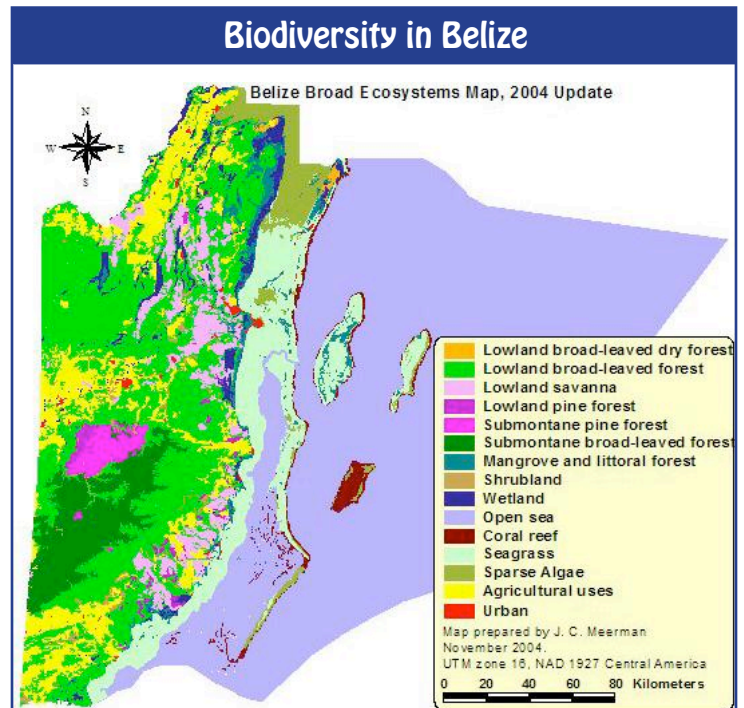 Biodiversity in Belize
Belize Broad Ecosystems Map, 2004 Update
N
W E
S
Lowland broad-leaved dry forest
Lowland broad-leaved forest
Lowland savanna
Lowland pine forest
Submontane pine forest
Submontane broad-leaved forest
Mangrove and littoral forest
Shrubland
Wetland
Open sea
Coral reef
Seagrass
Sparse Algae
Agricultural uses
Urban
Map prepared by J. C. Meerman
November 2004.
UTM zone 16, NAD 1927 Central America
0 20 40 60 80 Kilometers